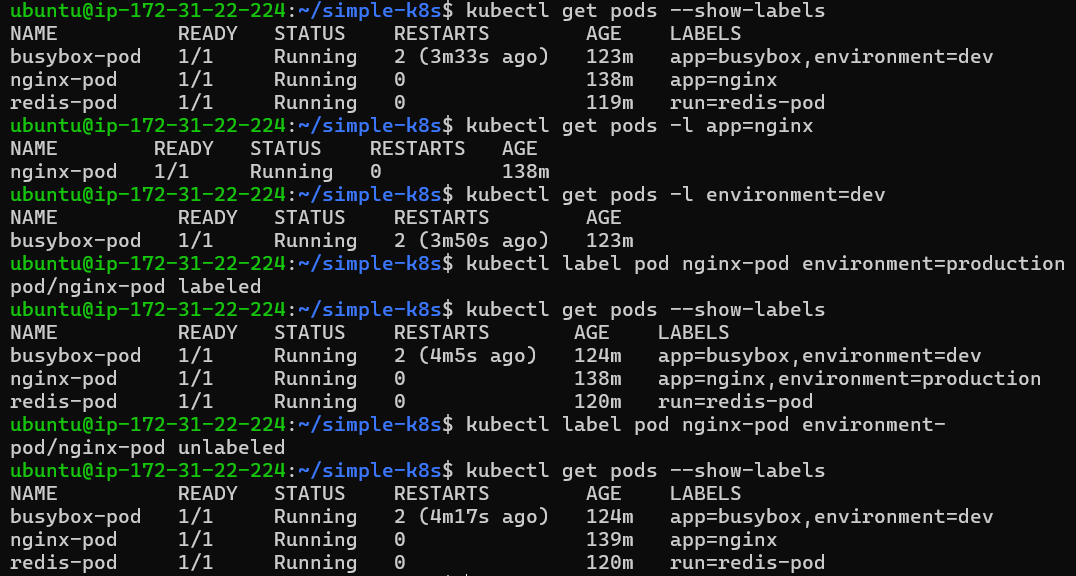 ubuntu@ip-172-31-22-224:~/simple-k8s$ kubectl get pods --show-labels
NAME          READY   STATUS    RESTARTS        AGE    LABELS
busybox-pod   1/1     Running   2 (3m33s ago)   123m   app=busybox,environment=dev
nginx-pod     1/1     Running   0               138m   app=nginx
redis-pod     1/1     Running   0               119m   run=redis-pod
ubuntu@ip-172-31-22-224:~/simple-k8s$ kubectl get pods -l app=nginx
NAME        READY   STATUS    RESTARTS   AGE
nginx-pod   1/1     Running   0          138m
ubuntu@ip-172-31-22-224:~/simple-k8s$ kubectl get pods -l environment=dev
NAME          READY   STATUS    RESTARTS        AGE
busybox-pod   1/1     Running   2 (3m50s ago)   123m
ubuntu@ip-172-31-22-224:~/simple-k8s$ kubectl label pod nginx-pod environment=production
pod/nginx-pod labeled
ubuntu@ip-172-31-22-224:~/simple-k8s$ kubectl get pods --show-labels
NAME          READY   STATUS    RESTARTS       AGE    LABELS
busybox-pod   1/1     Running   2 (4m5s ago)   124m   app=busybox,environment=dev
nginx-pod     1/1     Running   0              138m   app=nginx,environment=production
redis-pod     1/1     Running   0              120m   run=redis-pod
ubuntu@ip-172-31-22-224:~/simple-k8s$ kubectl label pod nginx-pod environment-
pod/nginx-pod unlabeled
ubuntu@ip-172-31-22-224:~/simple-k8s$ kubectl get pods --show-labels
NAME          READY   STATUS    RESTARTS        AGE    LABELS
busybox-pod   1/1     Running   2 (4m17s ago)   124m   app=busybox,environment=dev
nginx-pod     1/1     Running   0               139m   app=nginx
redis-pod     1/1     Running   0               120m   run=redis-pod